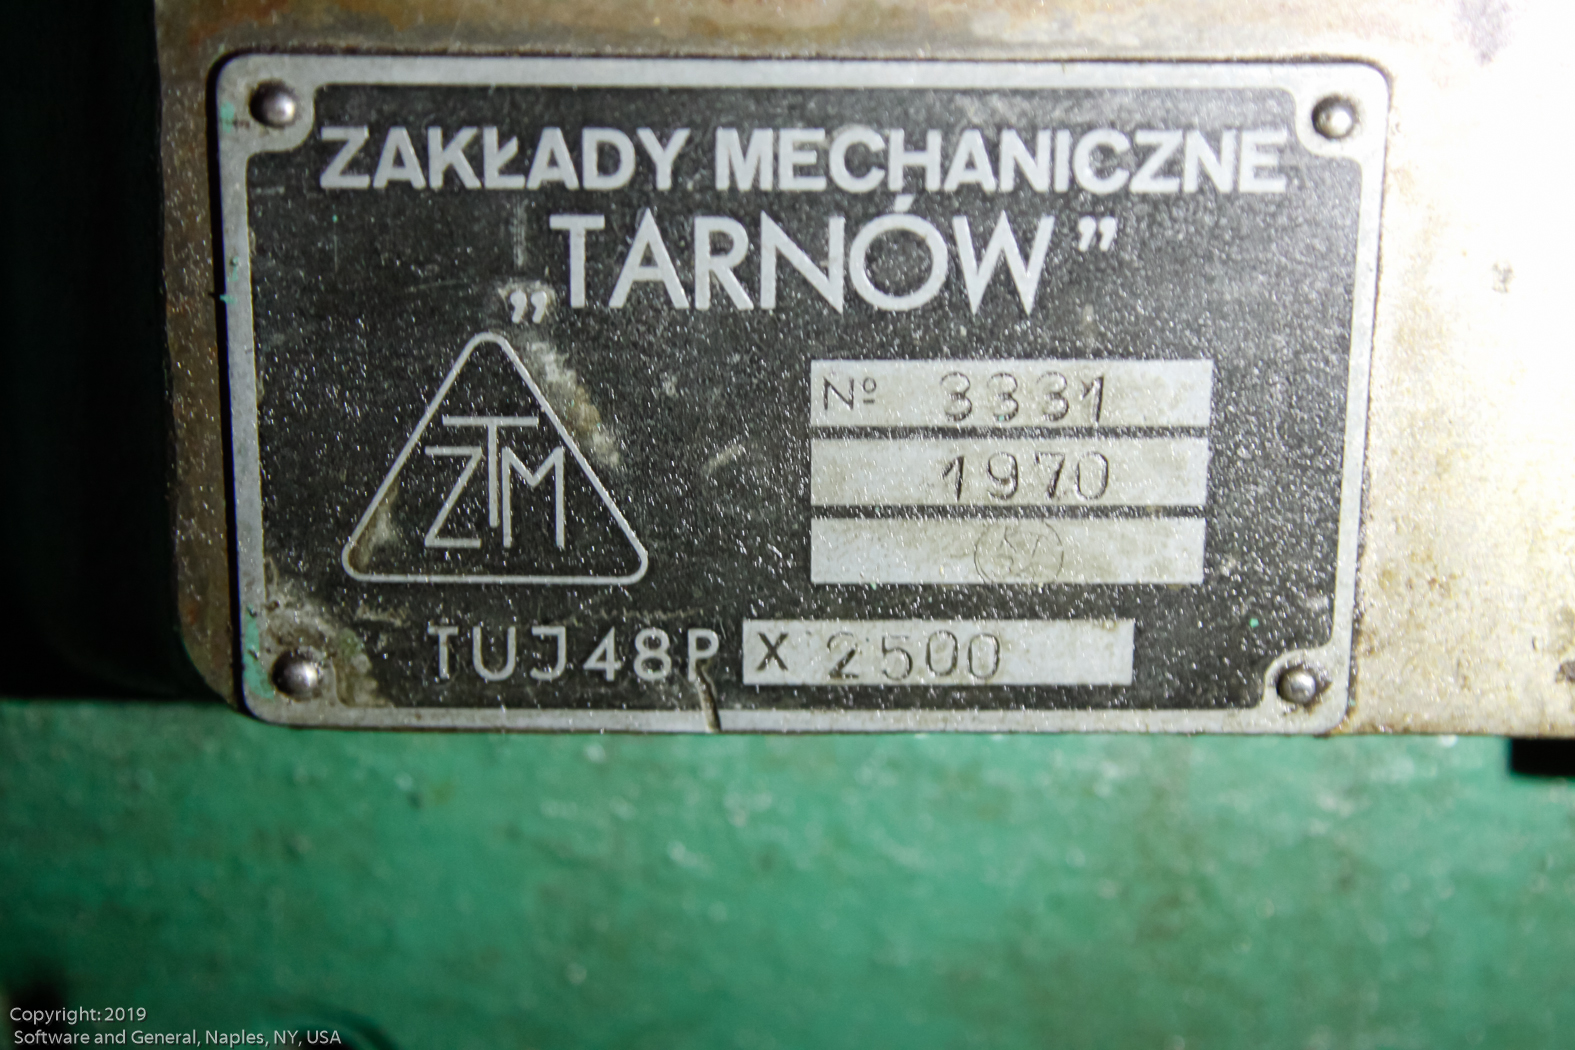 ZAKŁADY MECHANICZNE
„TARNÓW”
ZTM
Nº 3331
1970
TUJ48P X 2500
Copyright: 2019
Software and General, Naples, NY, USA